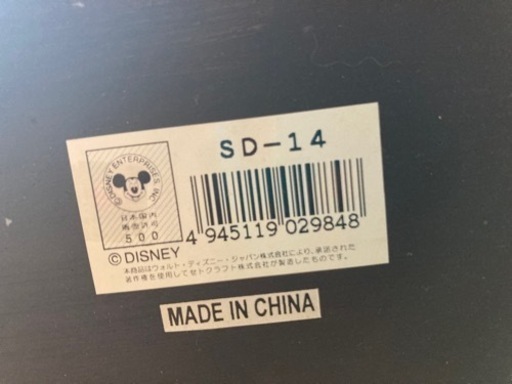 SD-14
©DISNEY ENTERPRISES, INC.
日本国内
販売許可
500
4 945119 029848
© DISNEY
本商品はウォルト・ディズニー・ジャパン株式会社により、承諾された
著作権を使用してセトクラフト株式会社が製造したものです。
MADE IN CHINA